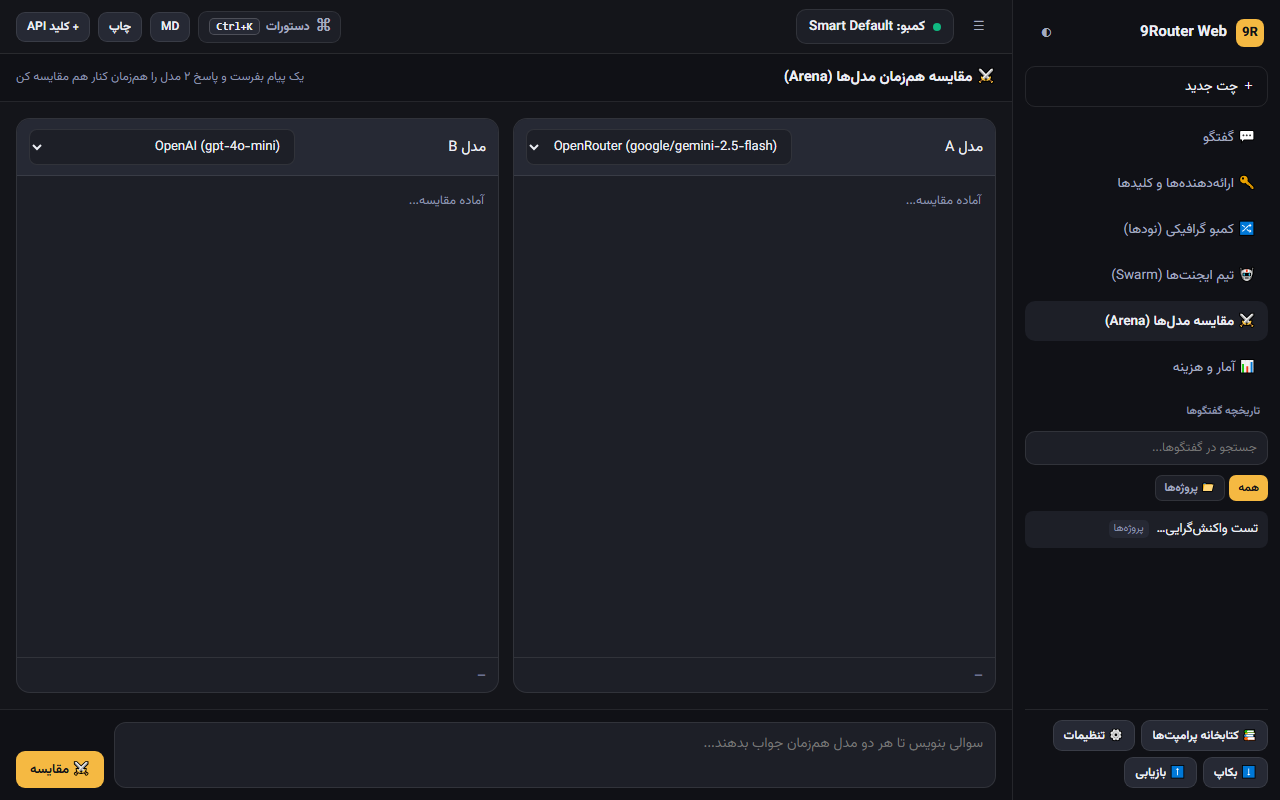 9R 9Router Web
+ چت جدید
💬 گفتگو
🔑 ارائه‌دهنده‌ها و کلیدها
🔀 کمبو گرافیکی (نودها)
تیم ایجنت‌ها (Swarm)
⚔ مقایسه مدل‌ها (Arena)
📊 آمار و هزینه
تاریخچه گفتگوها
جستجو در گفتگوها...
همه
📁 پروژه‌ها
تست واکنش‌گرایی... پروژه‌ها
📚 کتابخانه پرامپت‌ها
⚙ تنظیمات
⬇ بکاپ
⬆ بازیابی
☰
کمبو: Smart Default
⌘ دستورات Ctrl+K
MD
چاپ
+ کلید API
⚔ مقایسه هم‌زمان مدل‌ها (Arena)
یک پیام بفرست و پاسخ ۲ مدل را هم‌زمان کنار هم مقایسه کن
مدل A
OpenRouter (google/gemini-2.5-flash)
آماده مقایسه...
–
مدل B
OpenAI (gpt-4o-mini)
آماده مقایسه...
–
سوالی بنویس تا هر دو مدل هم‌زمان جواب بدهند...
⚔ مقایسه